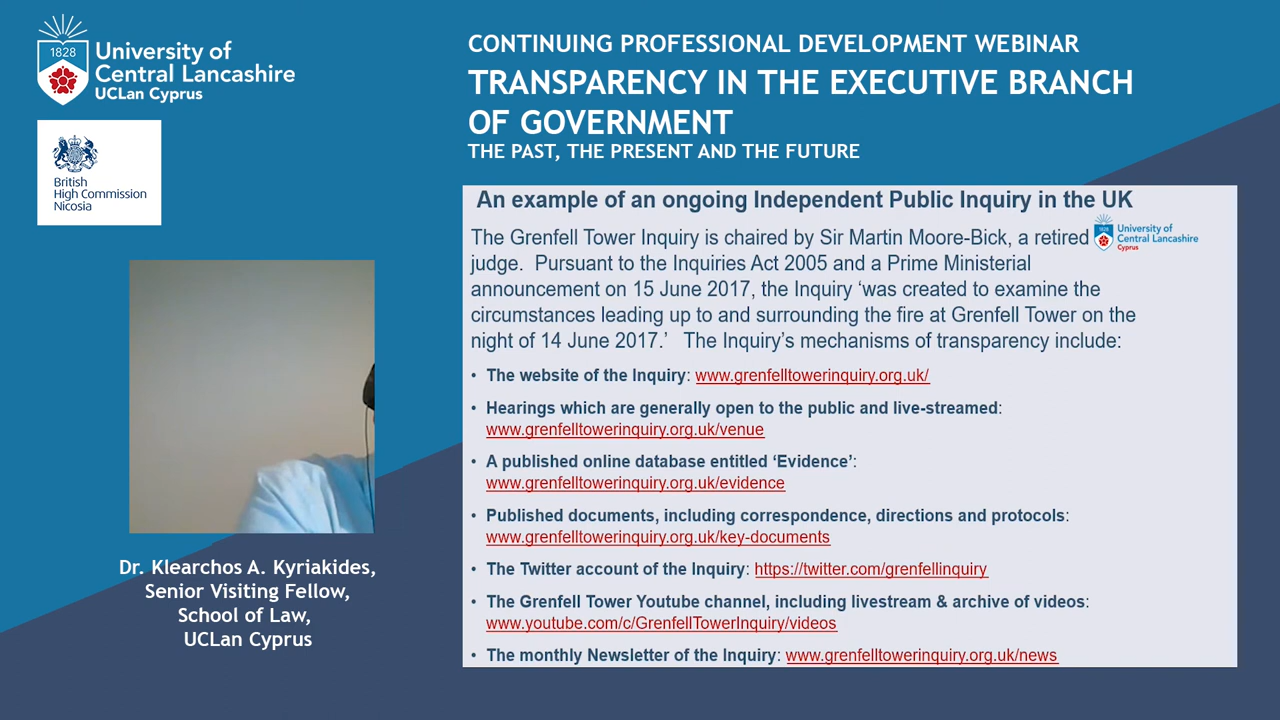 1828
University of
Central Lancashire
UCLan Cyprus
British
High Commission
Nicosia
CONTINUING PROFESSIONAL DEVELOPMENT WEBINAR
TRANSPARENCY IN THE EXECUTIVE BRANCH
OF GOVERNMENT
THE PAST, THE PRESENT AND THE FUTURE
An example of an ongoing Independent Public Inquiry in the UK
1828
University of
Central Lancashire
Cyprus
The Grenfell Tower Inquiry is chaired by Sir Martin Moore-Bick, a retired
judge. Pursuant to the Inquiries Act 2005 and a Prime Ministerial
announcement on 15 June 2017, the Inquiry ‘was created to examine the
circumstances leading up to and surrounding the fire at Grenfell Tower on the
night of 14 June 2017.’ The Inquiry’s mechanisms of transparency include:
• The website of the Inquiry: www.grenfelltowerinquiry.org.uk/
• Hearings which are generally open to the public and live-streamed:
www.grenfelltowerinquiry.org.uk/venue
• A published online database entitled ‘Evidence’:
www.grenfelltowerinquiry.org.uk/evidence
• Published documents, including correspondence, directions and protocols:
www.grenfelltowerinquiry.org.uk/key-documents
• The Twitter account of the Inquiry: https://twitter.com/grenfellinquiry
• The Grenfell Tower Youtube channel, including livestream & archive of videos:
www.youtube.com/c/GrenfellTowerInquiry/videos
• The monthly Newsletter of the Inquiry: www.grenfelltowerinquiry.org.uk/news
Dr. Klearchos A. Kyriakides,
Senior Visiting Fellow,
School of Law,
UCLan Cyprus